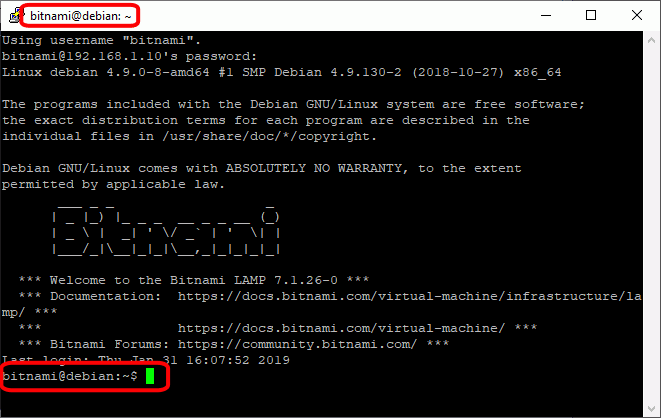 bitnami@debian: ~
Using username "bitnami".
bitnami@192.168.1.10's password:
Linux debian 4.9.0-8-amd64 #1 SMP Debian 4.9.130-2 (2018-10-27) x86_64
The programs included with the Debian GNU/Linux system are free software;
the exact distribution terms for each program are described in the
individual files in /usr/share/doc/*/copyright.
Debian GNU/Linux comes with ABSOLUTELY NO WARRANTY, to the extent
permitted by applicable law.
Bitnami
*** Welcome to the Bitnami LAMP 7.1.26-0 ***
*** Documentation:  https://docs.bitnami.com/virtual-machine/infrastructure/la
mp/ ***
***                 https://docs.bitnami.com/virtual-machine/ ***
*** Bitnami Forums: https://community.bitnami.com/ ***
Last login: Thu Jan 31 16:07:52 2019
bitnami@debian:~$